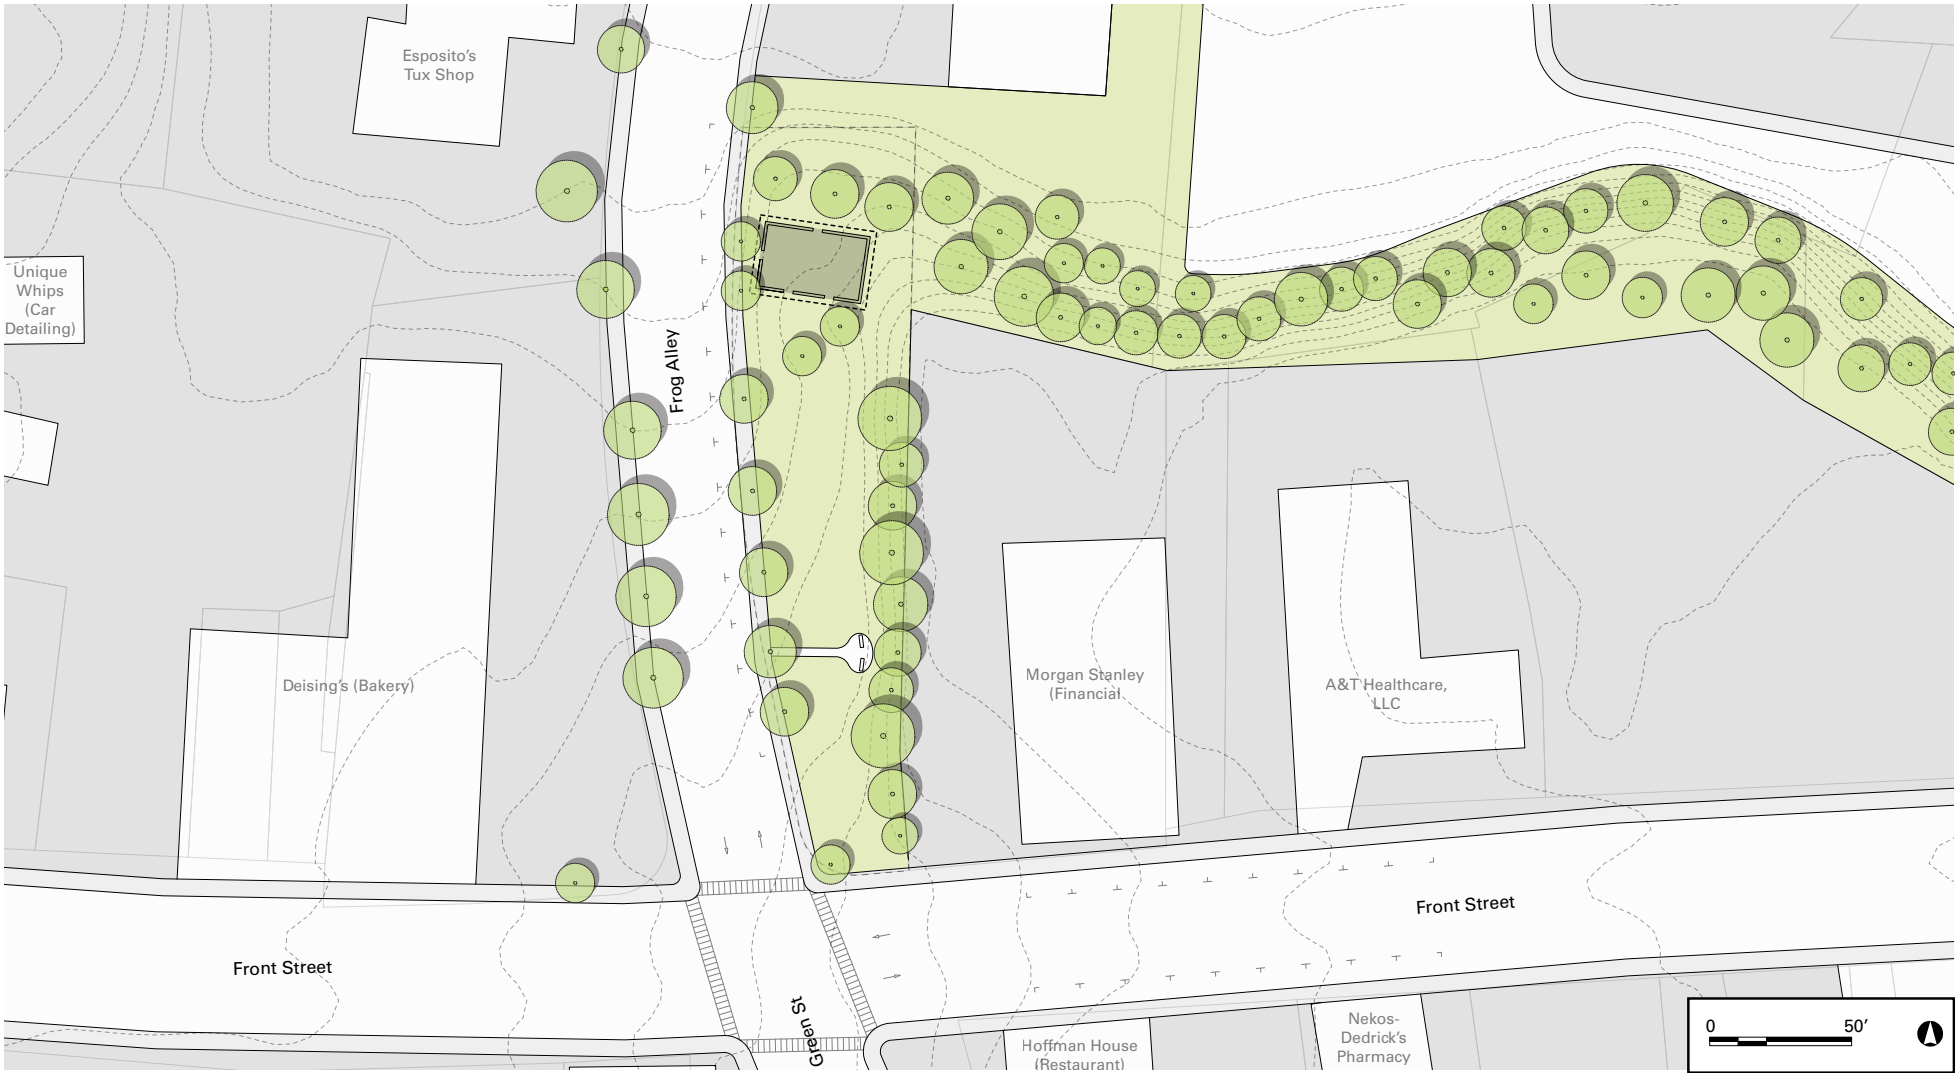 Esposito's
Tux Shop
Unique
Whips
(Car
Detailing)
Frog Alley
Deising's (Bakery)
Morgan Stanley
(Financial
A&T Healthcare,
LLC
Front Street
Front Street
Green St
Hoffman House
(Restaurant)
Nekos-
Dedrick's
Pharmacy
0 50'